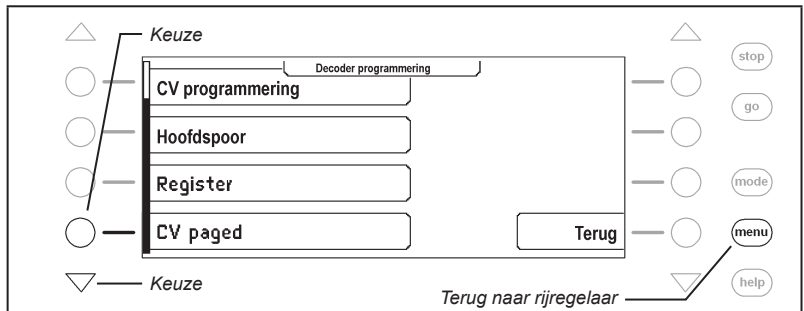 Keuze
Decoder programmering
stop
CV programmering
go
Hoofdspoor
Register
mode
CV paged
Terug
menu
Keuze
Terug naar rijregelaar
help